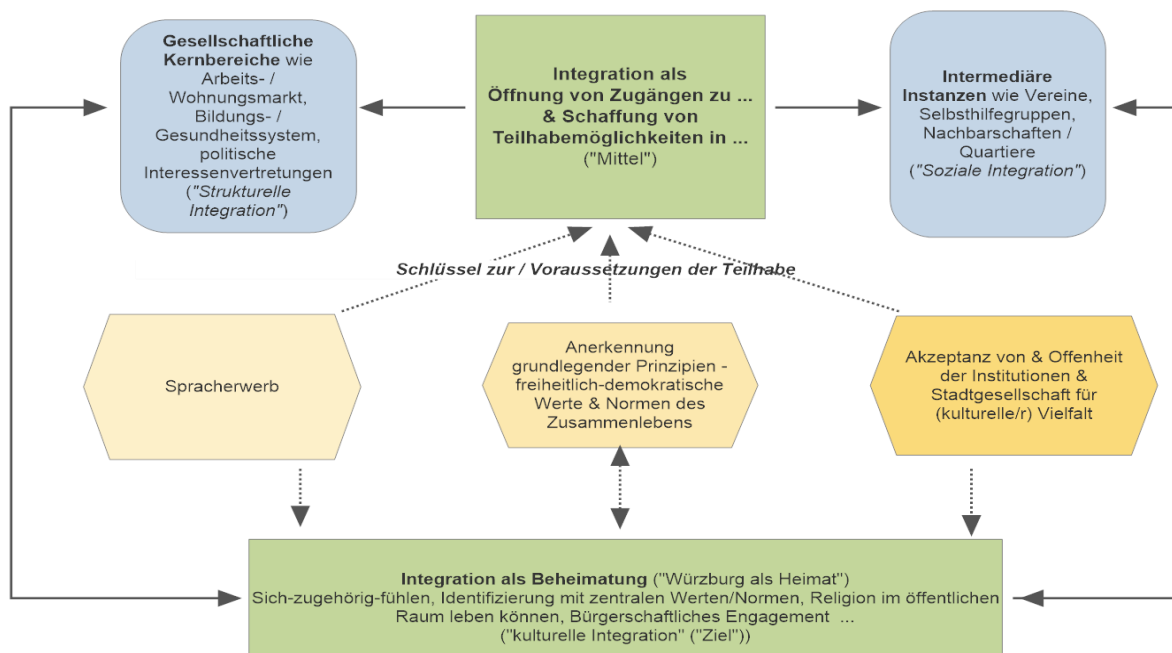 Gesellschaftliche
Kernbereiche wie
Arbeits- /
Wohnungsmarkt,
Bildungs- /
Gesundheitssystem,
politische
Interessenvertretungen
("Strukturelle
Integration")
Integration als
Öffnung von Zugängen zu ...
& Schaffung von
Teilhabemöglichkeiten in ...
("Mittel")
Intermediäre
Instanzen wie Vereine,
Selbsthilfegruppen,
Nachbarschaften /
Quartiere
("Soziale Integration")
Schlüssel zur / Voraussetzungen der Teilhabe
Spracherwerb
Anerkennung
grundlegender Prinzipien -
freiheitlich-demokratische
Werte & Normen des
Zusammenlebens
Akzeptanz von & Offenheit
der Institutionen &
Stadtgesellschaft für
(kulturelle/r) Vielfalt
Integration als Beheimatung ("Würzburg als Heimat")
Sich-zugehörig-fühlen, Identifizierung mit zentralen Werten/Normen, Religion im öffentlichen
Raum leben können, Bürgerschaftliches Engagement ...
("kulturelle Integration" ("Ziel"))